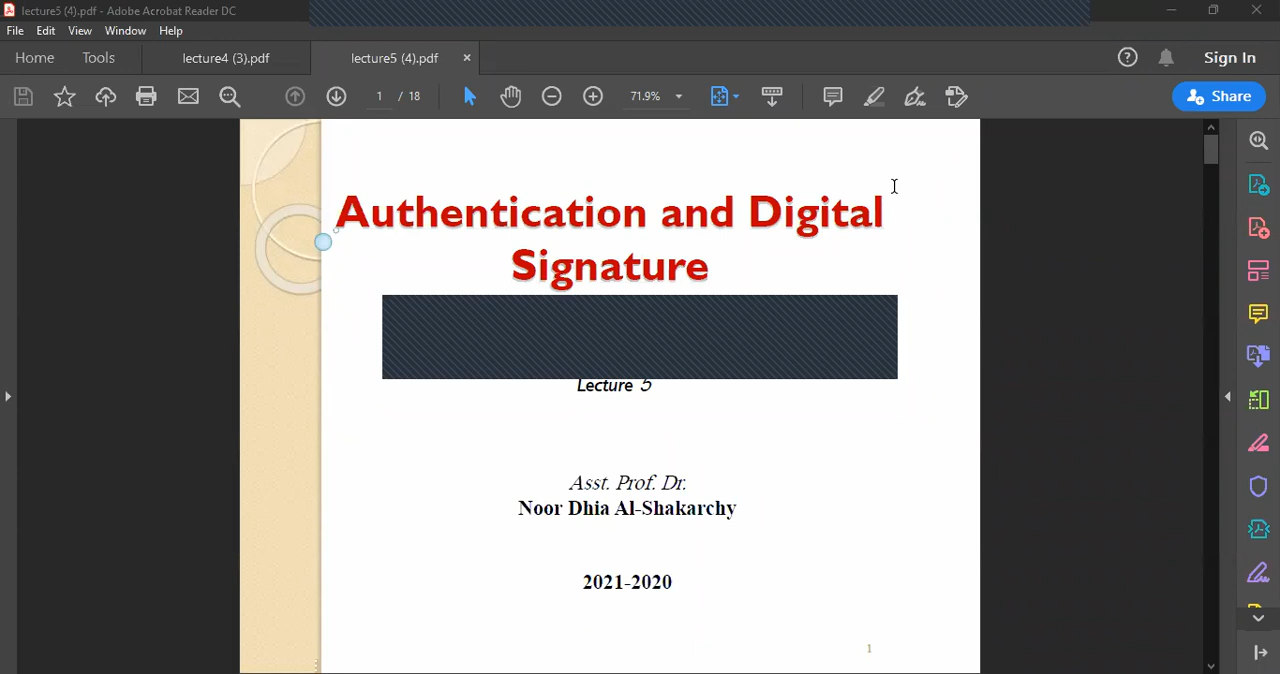 lecture5 (4).pdf - Adobe Acrobat Reader DC
File Edit View Window Help
Home Tools lecture4 (3).pdf lecture5 (4).pdf × Sign In
1 / 18 71.9% Share
Authentication and Digital
Signature
Lecture 5
Asst. Prof. Dr.
Noor Dhia Al-Shakarchy
2021-2020
1